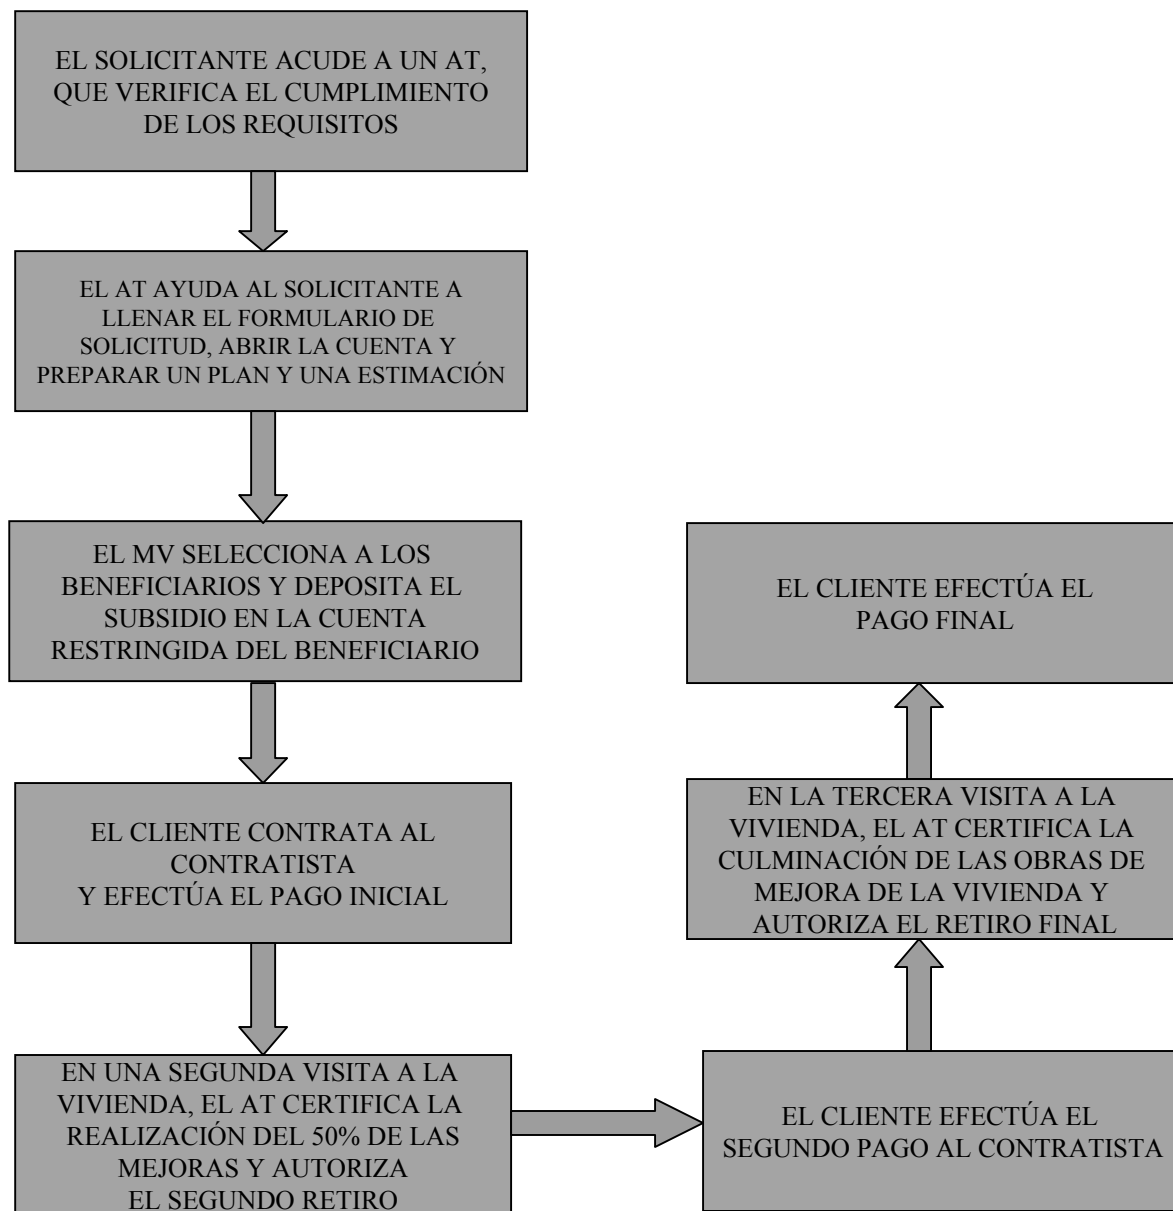 EL SOLICITANTE ACUDE A UN AT,
QUE VERIFICA EL CUMPLIMIENTO
DE LOS REQUISITOS
EL AT AYUDA AL SOLICITANTE A
LLENAR EL FORMULARIO DE
SOLICITUD, ABRIR LA CUENTA Y
PREPARAR UN PLAN Y UNA ESTIMACIÓN
EL MV SELECCIONA A LOS
BENEFICIARIOS Y DEPOSITA EL
SUBSIDIO EN LA CUENTA
RESTRINGIDA DEL BENEFICIARIO
EL CLIENTE CONTRATA AL
CONTRATISTA
Y EFECTÚA EL PAGO INICIAL
EN UNA SEGUNDA VISITA A LA
VIVIENDA, EL AT CERTIFICA LA
REALIZACIÓN DEL 50% DE LAS
MEJORAS Y AUTORIZA
EL SEGUNDO RETIRO
EL CLIENTE EFECTÚA EL
SEGUNDO PAGO AL CONTRATISTA
EN LA TERCERA VISITA A LA
VIVIENDA, EL AT CERTIFICA LA
CULMINACIÓN DE LAS OBRAS DE
MEJORA DE LA VIVIENDA Y
AUTORIZA EL RETIRO FINAL
EL CLIENTE EFECTÚA EL
PAGO FINAL